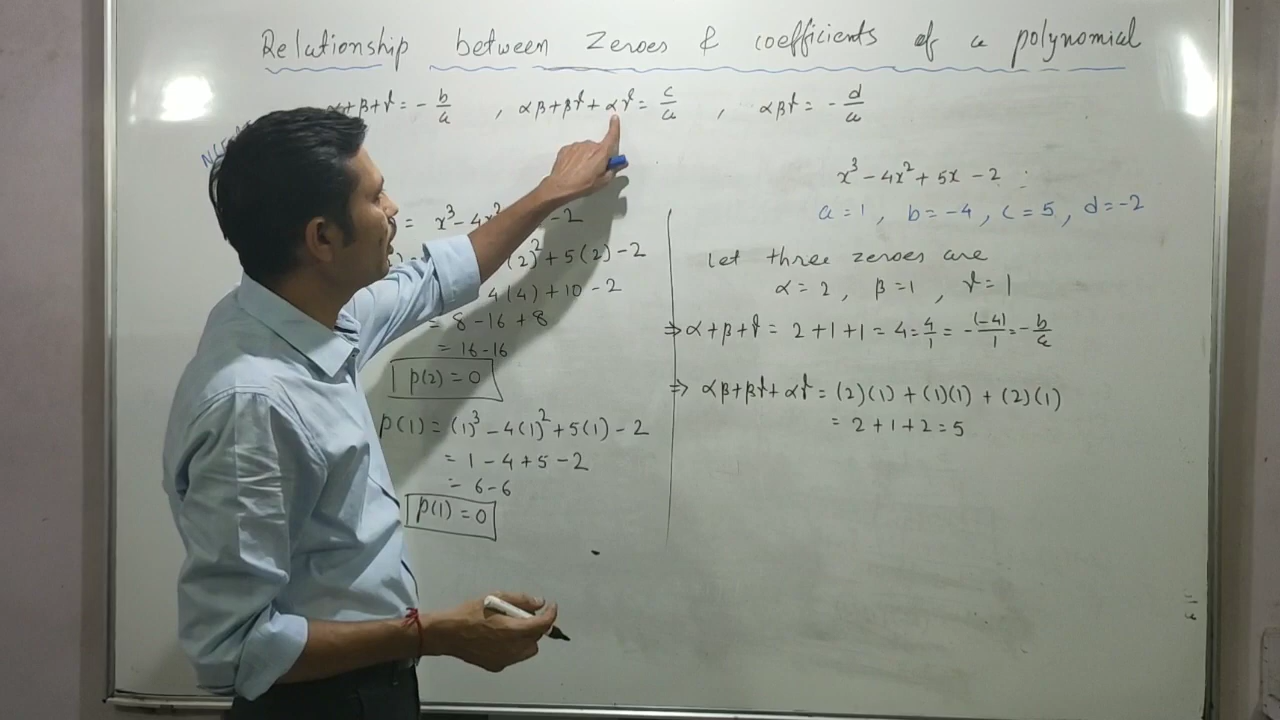 Relationship between Zeroes & coefficients of a polynomial
α+β+γ = -b/a , αβ+βγ+αγ = c/a , αβγ = -d/a
x³-4x²+5x-2
a=1, b=-4, c=5, d=-2
= x³-4x² -2
(2)²+5(2)-2
4(4)+10-2
= 8-16+8
= 16-16
p(2)=0
p(1) = (1)³-4(1)²+5(1)-2
= 1-4+5-2
= 6-6
p(1)=0
Let three zeroes are
α=2, β=1, γ=1
⇒ α+β+γ = 2+1+1 = 4 = 4/1 = -(-4)/1 = -b/a
⇒ αβ+βγ+αγ = (2)(1)+(1)(1)+(2)(1)
= 2+1+2=5